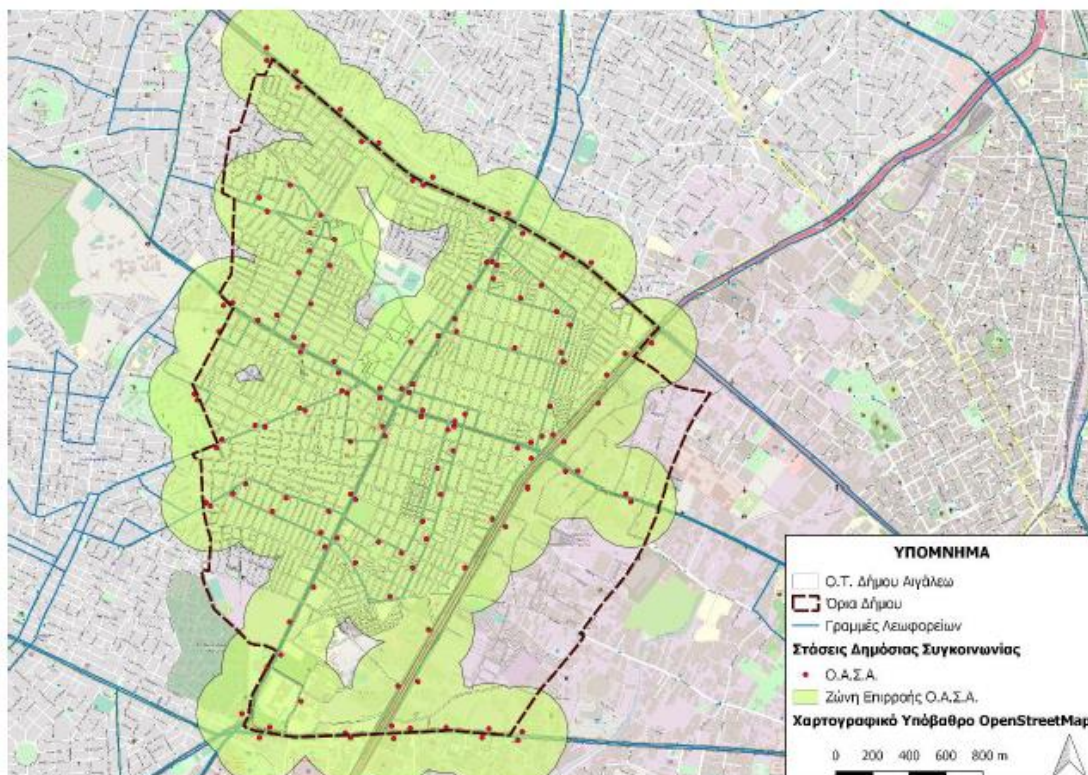 ΥΠΟΜΝΗΜΑ
Ο.Τ. Δήμου Αιγάλεω
Όρια Δήμου
Γραμμές Λεωφορείων
Στάσεις Δημόσιας Συγκοινωνίας
Ο.Α.Σ.Α.
Ζώνη Επιρροής Ο.Α.Σ.Α.
Χαρτογραφικό Υπόβαθρο OpenStreetMap
0 200 400 600 800 m